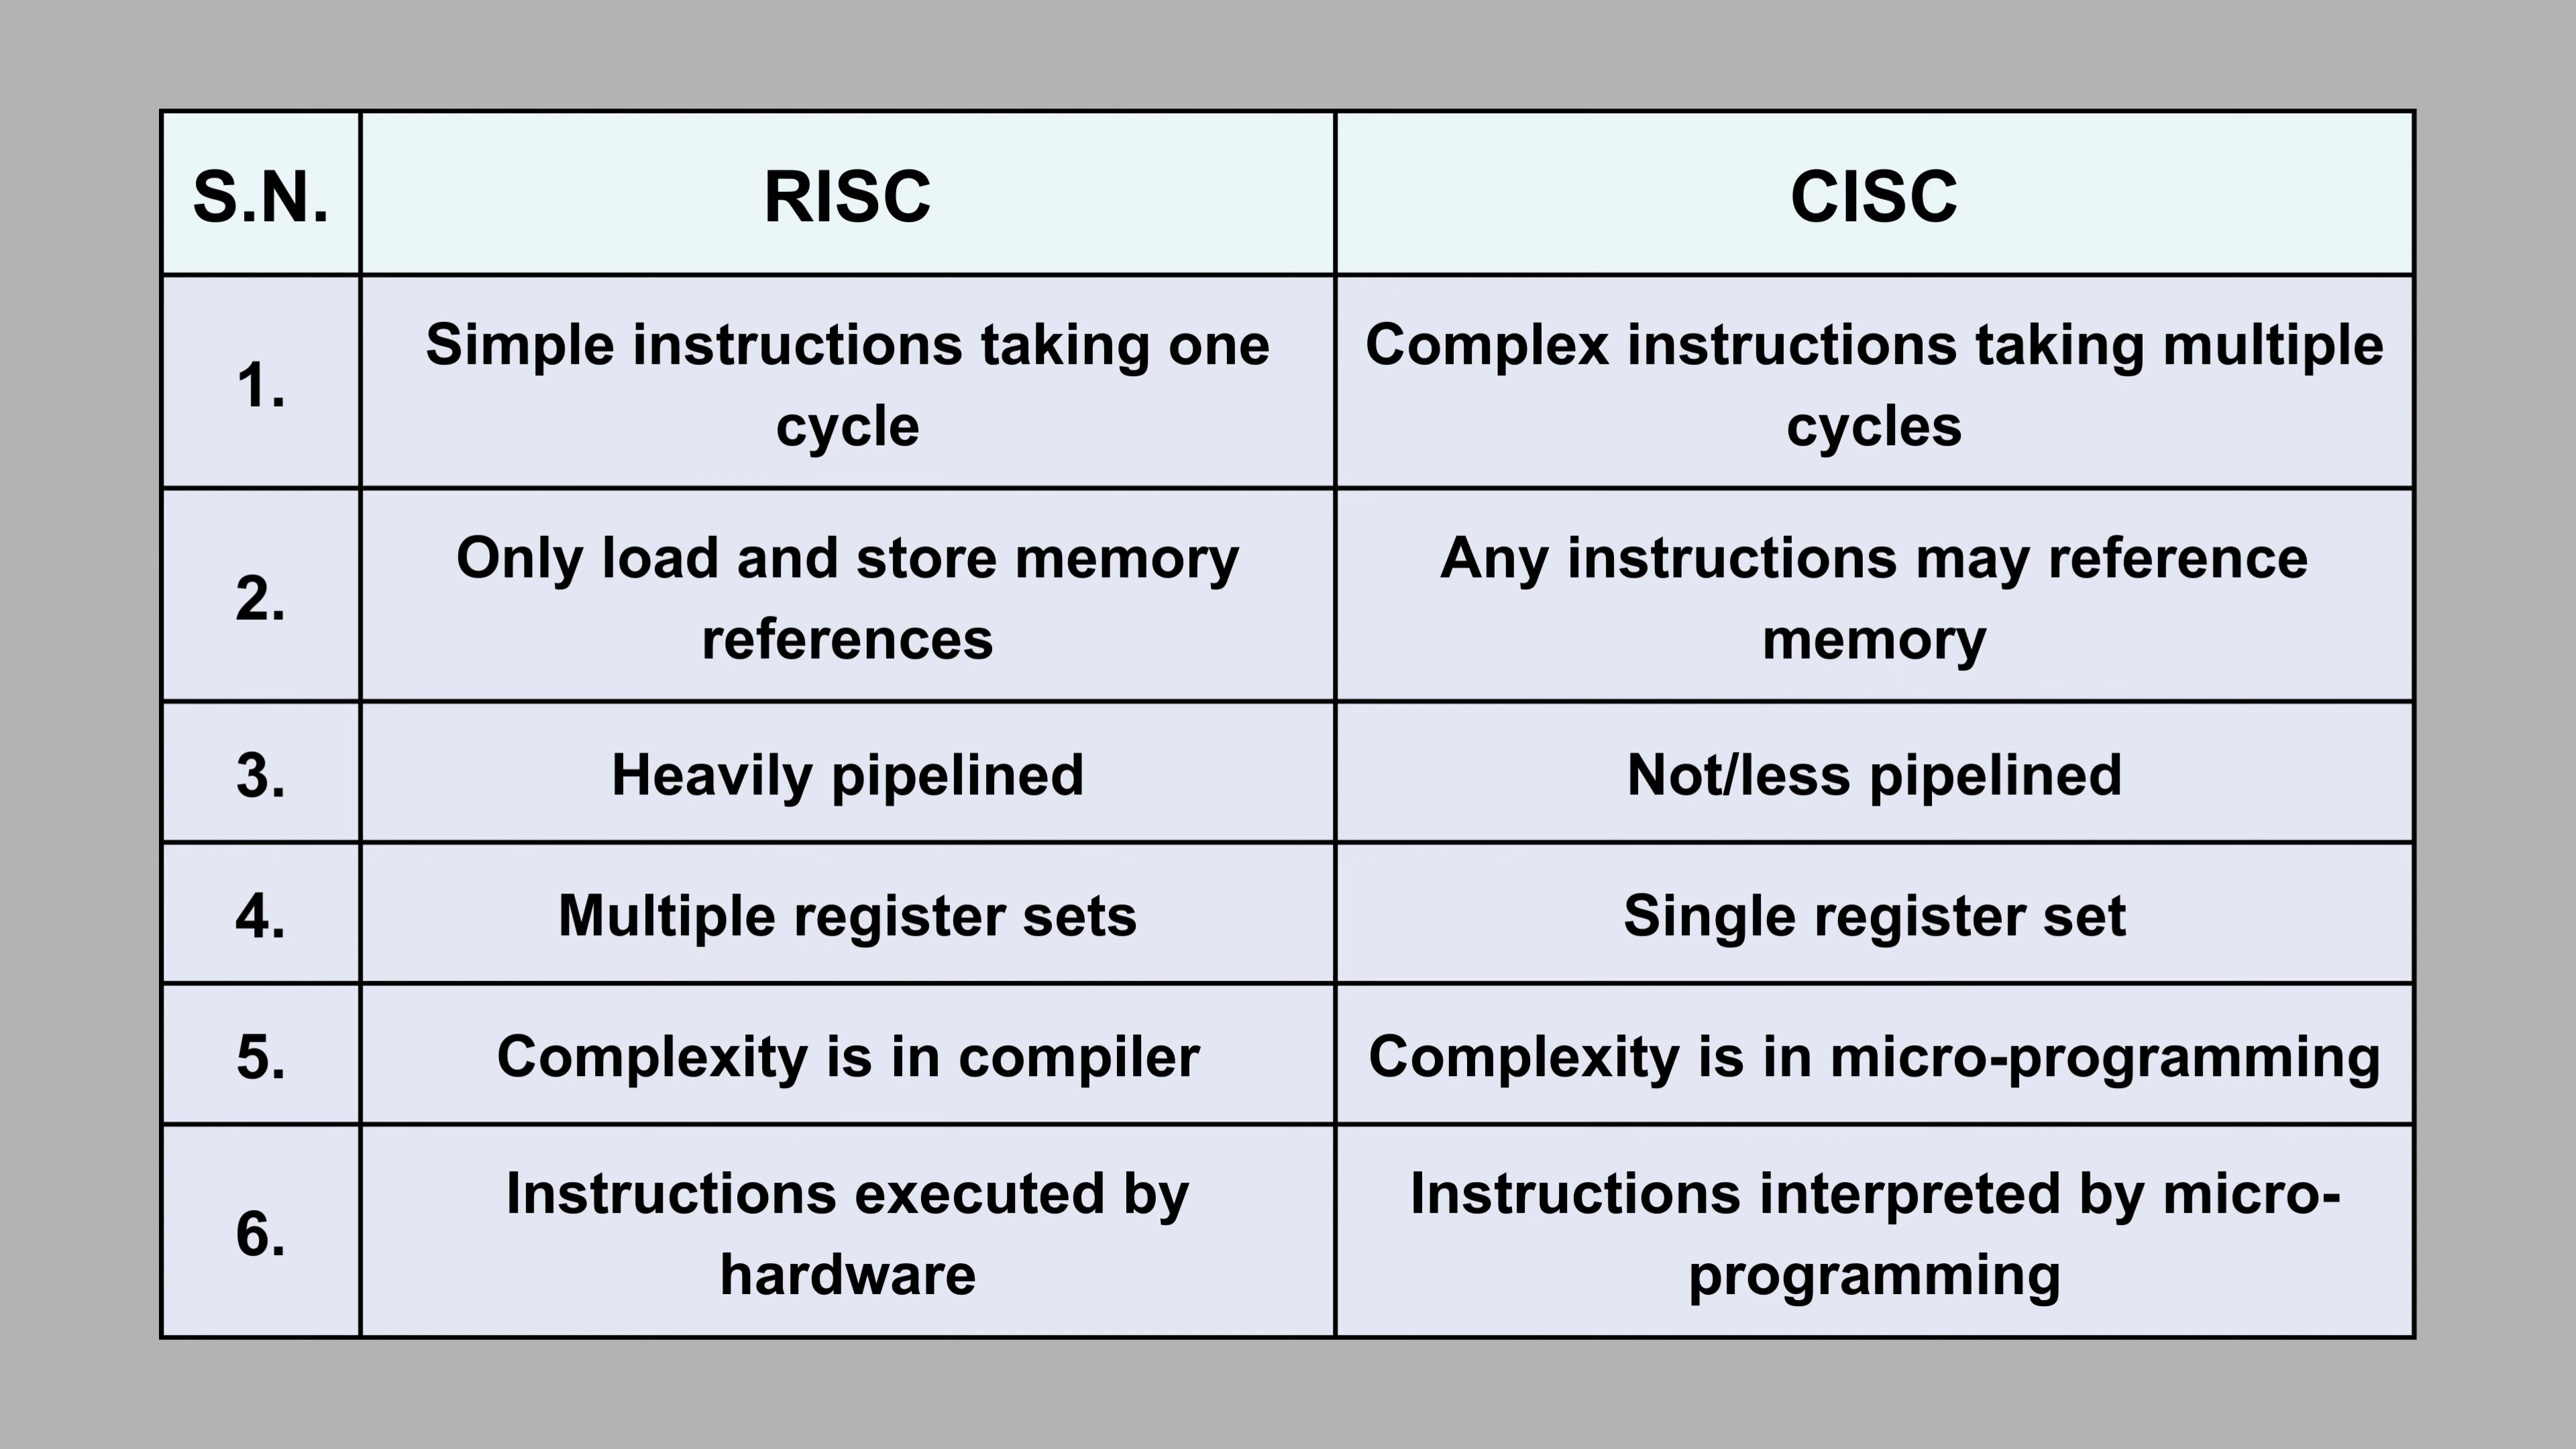 S.N. RISC CISC
1. Simple instructions taking one cycle Complex instructions taking multiple cycles
2. Only load and store memory references Any instructions may reference memory
3. Heavily pipelined Not/less pipelined
4. Multiple register sets Single register set
5. Complexity is in compiler Complexity is in micro-programming
6. Instructions executed by hardware Instructions interpreted by micro-programming